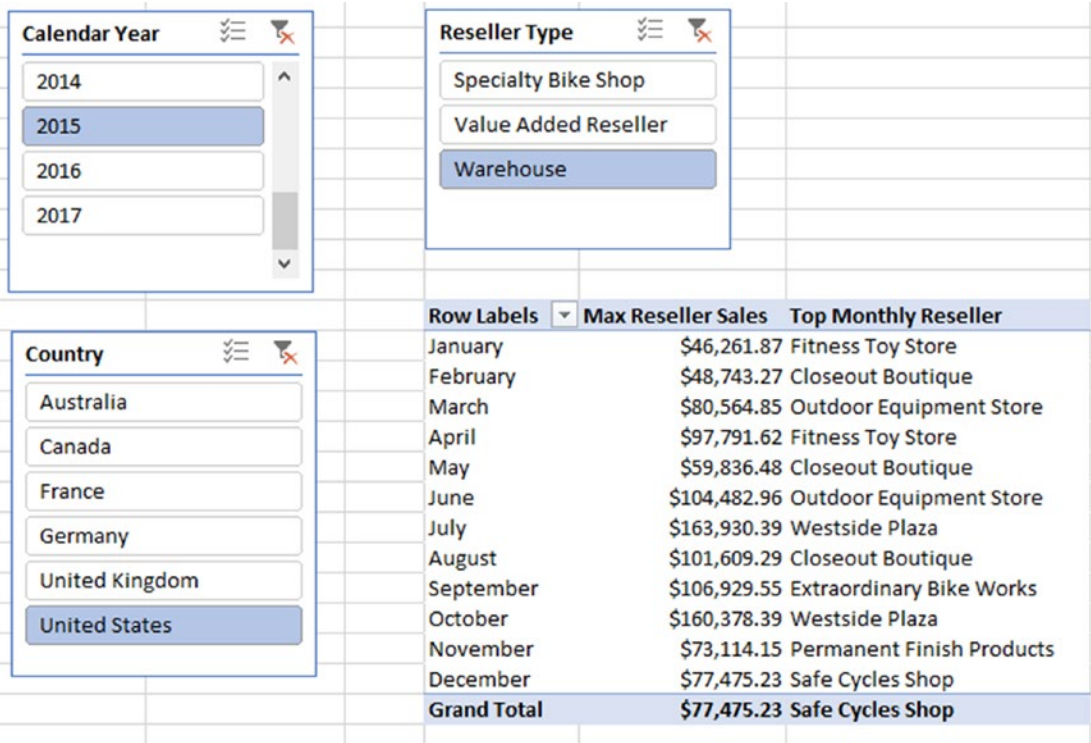 Calendar Year
2014
2015
2016
2017
Reseller Type
Specialty Bike Shop
Value Added Reseller
Warehouse
Country
Australia
Canada
France
Germany
United Kingdom
United States
Row Labels Max Reseller Sales Top Monthly Reseller
January $46,261.87 Fitness Toy Store
February $48,743.27 Closeout Boutique
March $80,564.85 Outdoor Equipment Store
April $97,791.62 Fitness Toy Store
May $59,836.48 Closeout Boutique
June $104,482.96 Outdoor Equipment Store
July $163,930.39 Westside Plaza
August $101,609.29 Closeout Boutique
September $106,929.55 Extraordinary Bike Works
October $160,378.39 Westside Plaza
November $73,114.15 Permanent Finish Products
December $77,475.23 Safe Cycles Shop
Grand Total $77,475.23 Safe Cycles Shop